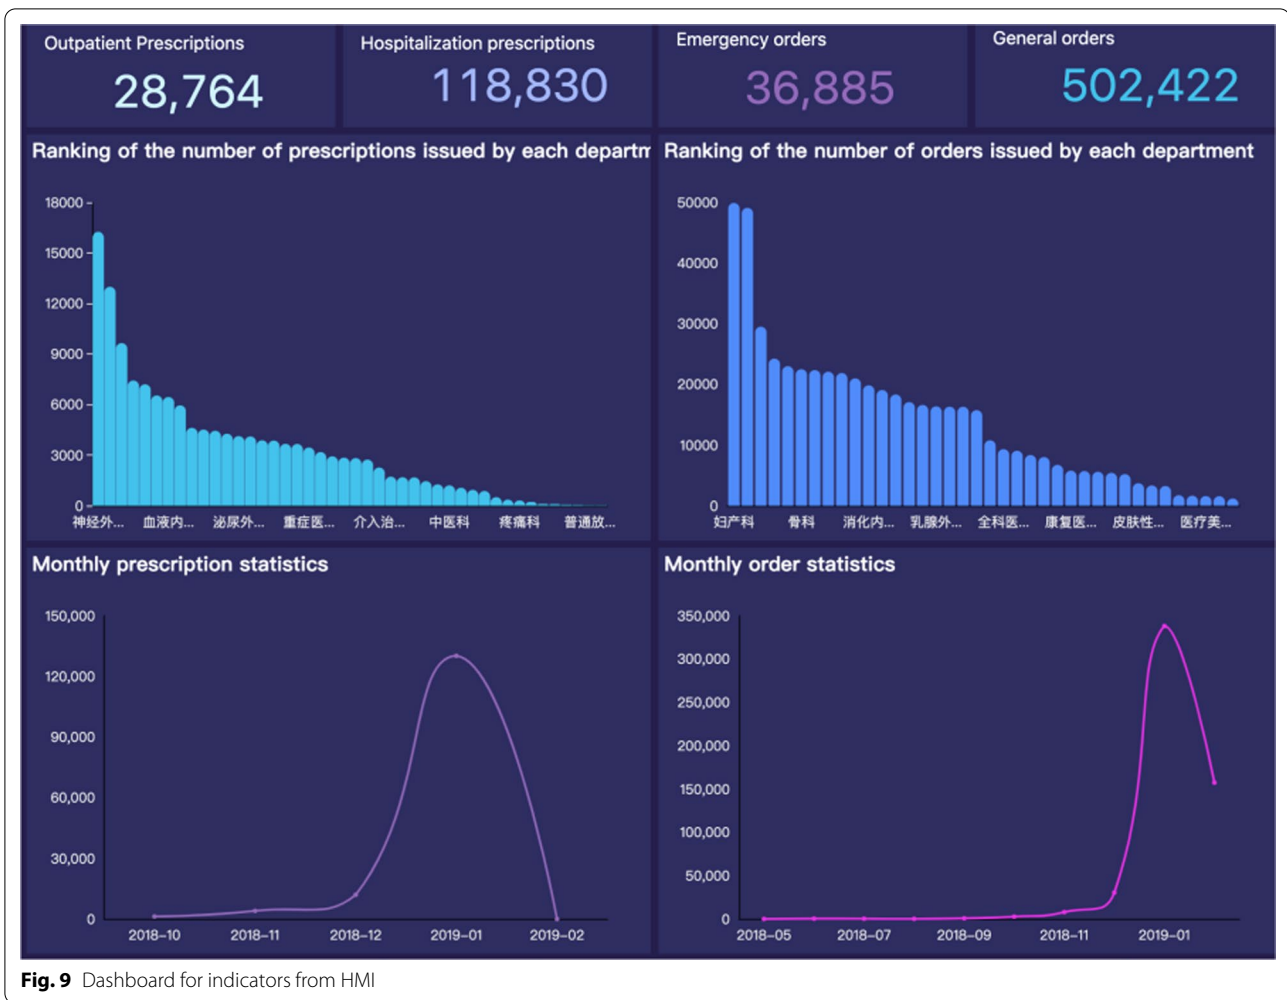 Outpatient Prescriptions
28,764
Hospitalization prescriptions
118,830
Emergency orders
36,885
General orders
502,422
Ranking of the number of prescriptions issued by each departm
18000
15000
12000
9000
6000
3000
0
神经外... 血液内... 泌尿外... 重症医... 介入治... 中医科 疼痛科 普通放...
Ranking of the number of orders issued by each department
50000
40000
30000
20000
10000
0
妇产科 骨科 消化内... 乳腺外... 全科医... 康复医... 皮肤性... 医疗美...
Monthly prescription statistics
150,000
120,000
90,000
60,000
30,000
0
2018-10 2018-11 2018-12 2019-01 2019-02
Monthly order statistics
350,000
300,000
250,000
200,000
150,000
100,000
50,000
0
2018-05 2018-07 2018-09 2018-11 2019-01
Fig. 9 Dashboard for indicators from HMI